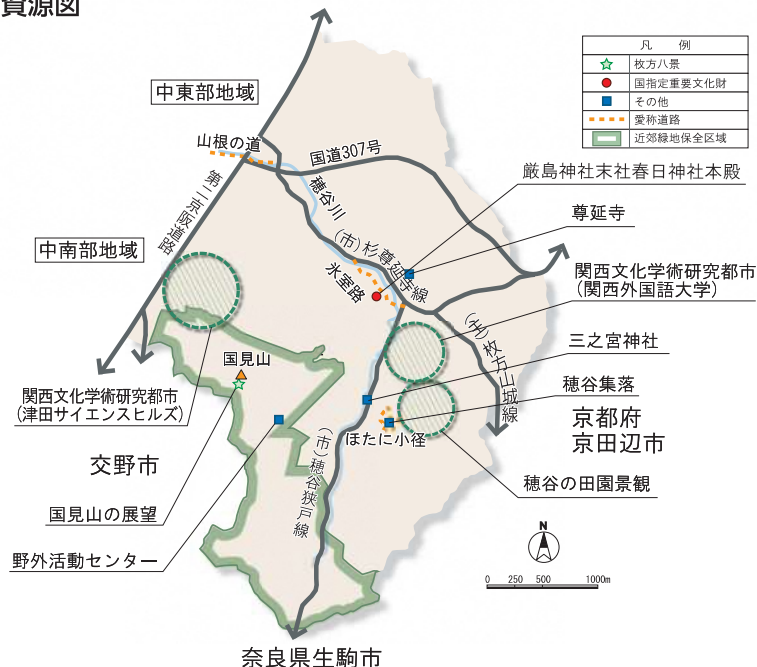 資源図
凡 例
枚方八景
国指定重要文化財
その他
愛称道路
近郊緑地保全区域
中東部地域
山根の道
国道307号
穂谷川
厳島神社末社春日神社本殿
第二京阪道路
尊延寺
中南部地域
(市)杉尊延寺線
氷室路
関西文化学術研究都市
(関西外国語大学)
(主)枚方山城線
三之宮神社
国見山
穂谷集落
関西文化学術研究都市
(津田サイエンスヒルズ)
ほたに小径
京都府
京田辺市
交野市
(市)穂谷狭戸線
穂谷の田園景観
国見山の展望
野外活動センター
N
0 250 500 1000m
奈良県生駒市